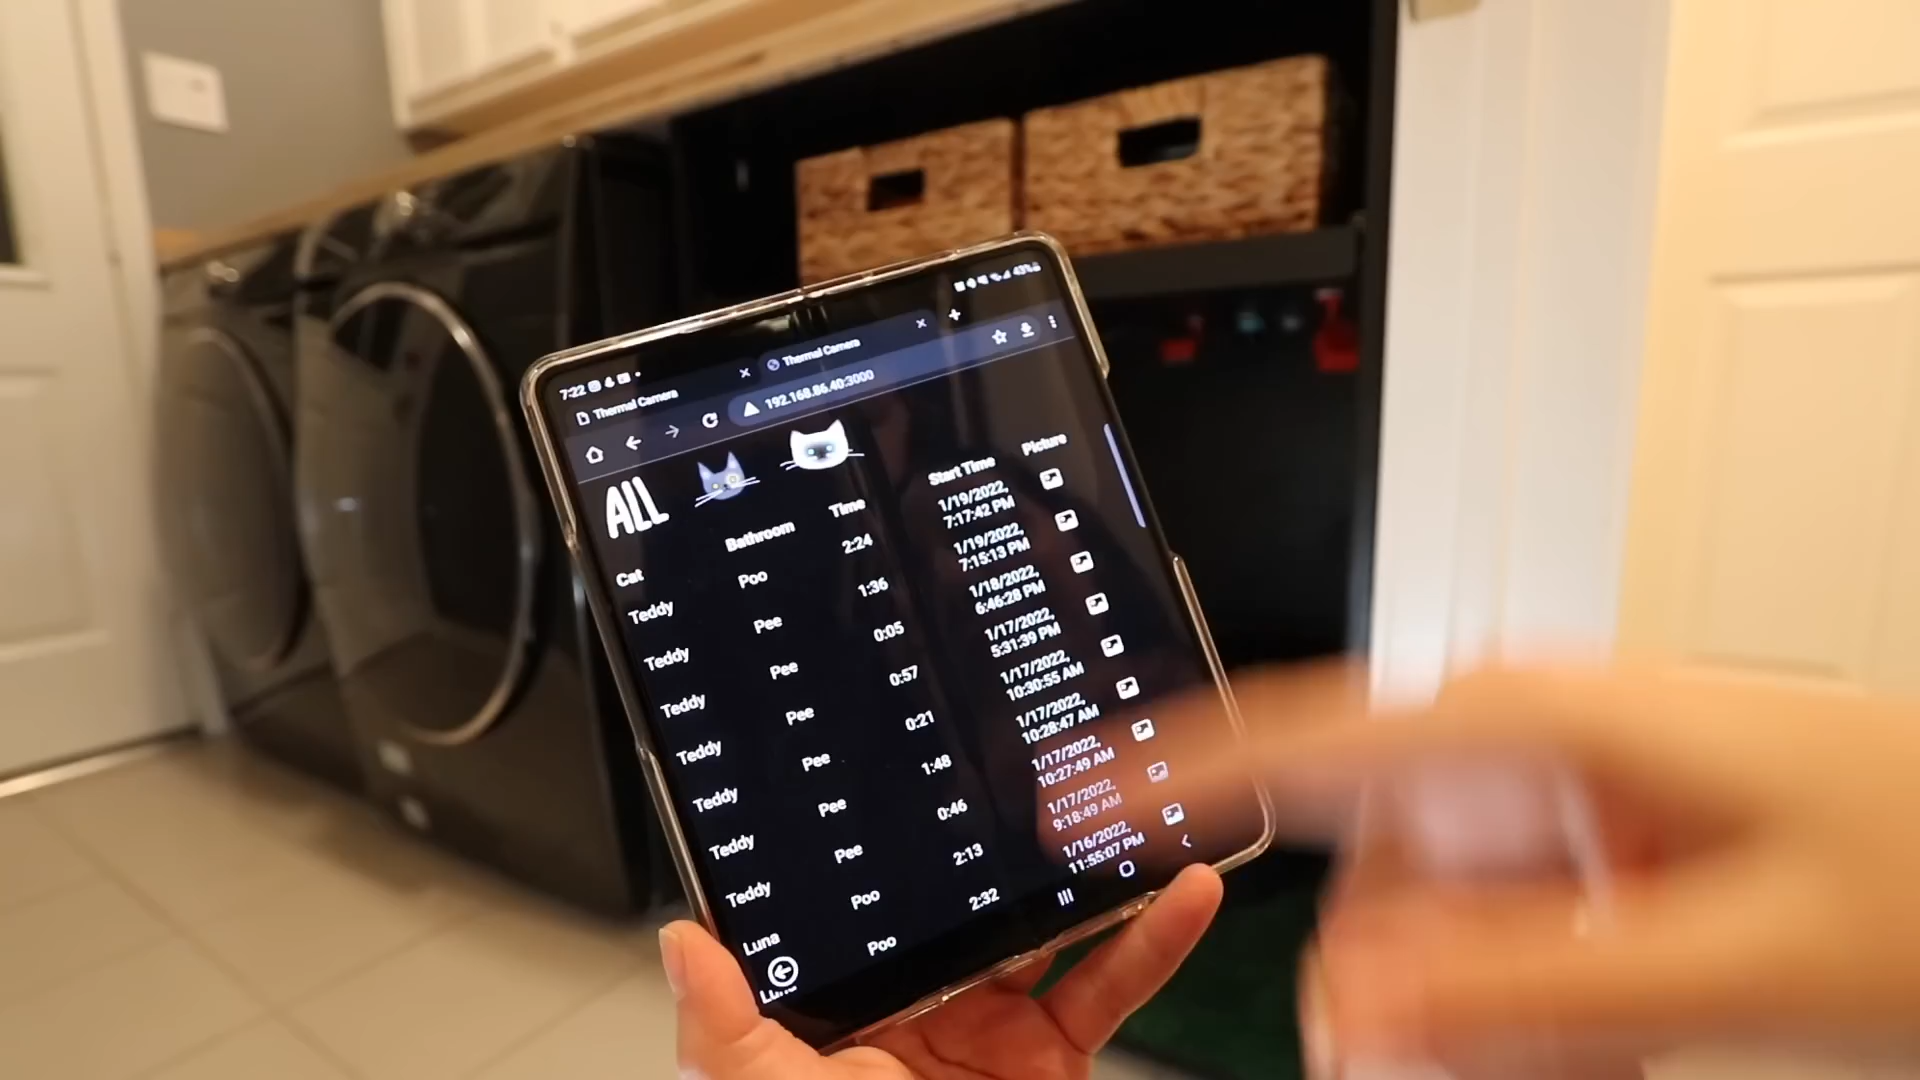 7:22
43%
Thermal Camera
Thermal Camera
192.168.86.40:3000
ALL
Cat Bathroom Time Start Time Picture
Teddy Poo 2:24 1/19/2022, 7:17:42 PM
Teddy Pee 1:36 1/19/2022, 7:15:13 PM
Teddy Pee 0:05 1/18/2022, 6:46:28 PM
Teddy Pee 0:57 1/17/2022, 5:31:39 PM
Teddy Pee 0:21 1/17/2022, 10:30:55 AM
Teddy Pee 1:48 1/17/2022, 10:28:47 AM
Teddy Pee 0:46 1/17/2022, 10:27:49 AM
Luna Poo 2:13 1/17/2022, 9:18:49 AM
Poo 2:32 1/16/2022, 11:55:07 PM